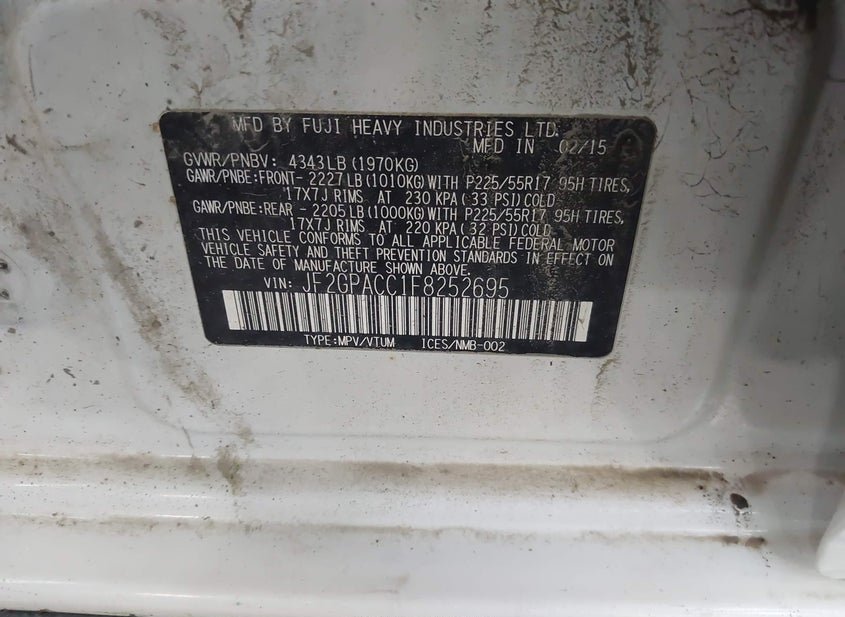 MFD BY FUJI HEAVY INDUSTRIES LTD.
MFD IN 02/15
GVWR/PNBV: 4343LB(1970KG)
GAWR/PNBE:FRONT- 2227LB(1010KG)WITH P225/55R17 95H TIRES,
17X7J RIMS AT 230 KPA(33 PSI)COLD
GAWR/PNBE:REAR - 2205LB(1000KG)WITH P225/55R17 95H TIRES,
17X7J RIMS AT 220 KPA(32 PSI)COLD
THIS VEHICLE CONFORMS TO ALL APPLICABLE FEDERAL MOTOR
VEHICLE SAFETY AND THEFT PREVENTION STANDARDS IN EFFECT ON
THE DATE OF MANUFACTURE SHOWN ABOVE.
VIN: JF2GPACC1F8252695
TYPE:MPV/VTUM ICES/NMB-002